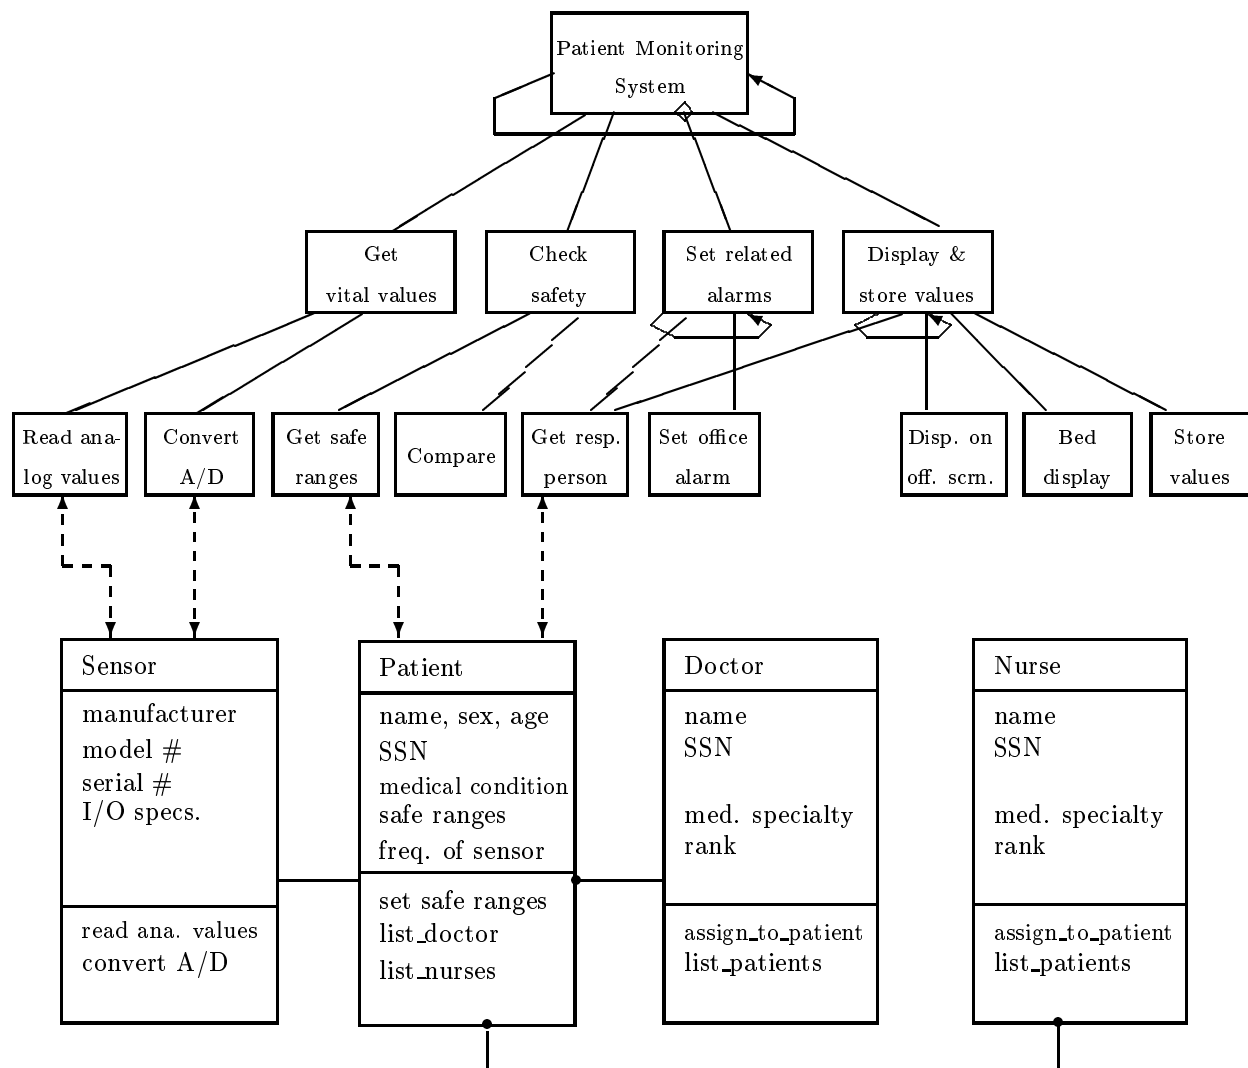 Patient Monitoring
System
Get
vital values
Check
safety
Set related
alarms
Display &
store values
Read ana-
log values
Convert
A/D
Get safe
ranges
Compare
Get resp.
person
Set office
alarm
Disp. on
off. scrn.
Bed
display
Store
values
Sensor
manufacturer
model #
serial #
I/O specs.
read ana. values
convert A/D
Patient
name, sex, age
SSN
medical condition
safe ranges
freq. of sensor
set safe ranges
list_doctor
list_nurses
Doctor
name
SSN
med. specialty
rank
assign_to_patient
list_patients
Nurse
name
SSN
med. specialty
rank
assign_to_patient
list_patients